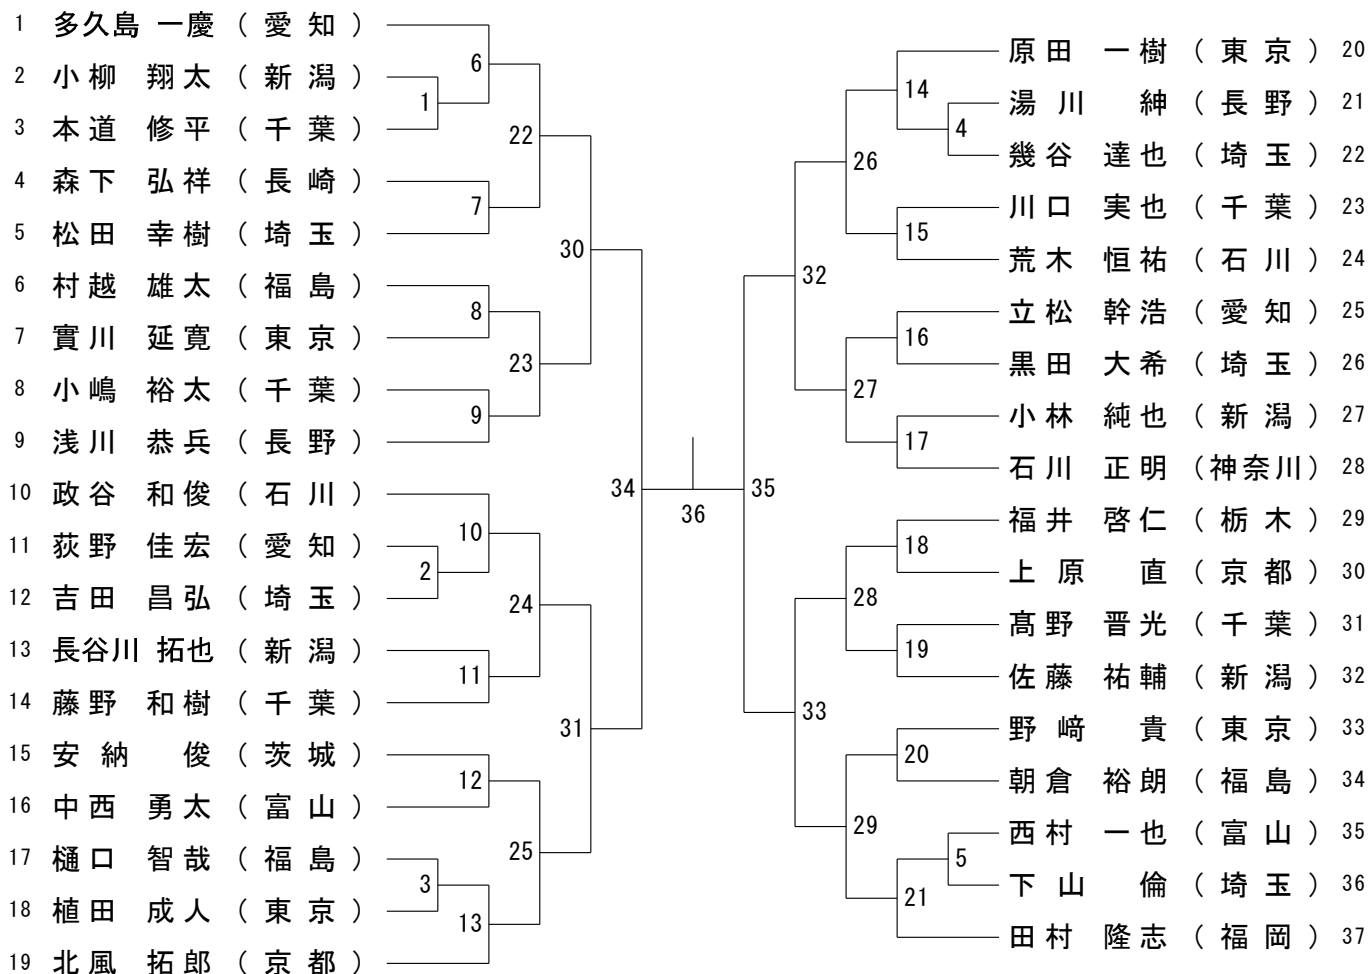 1 多久島 一慶 ( 愛 知 )
2 小 柳 翔 太 ( 新 潟 )
3 本 道 修 平 ( 千 葉 )
4 森 下 弘 祥 ( 長 崎 )
5 松 田 幸 樹 ( 埼 玉 )
6 村 越 雄 太 ( 福 島 )
7 實 川 延 寛 ( 東 京 )
8 小 嶋 裕 太 ( 千 葉 )
9 浅 川 恭 兵 ( 長 野 )
10 政 谷 和 俊 ( 石 川 )
11 荻 野 佳 宏 ( 愛 知 )
12 吉 田 昌 弘 ( 埼 玉 )
13 長谷川 拓也 ( 新 潟 )
14 藤 野 和 樹 ( 千 葉 )
15 安 納 俊 ( 茨 城 )
16 中 西 勇 太 ( 富 山 )
17 樋 口 智 哉 ( 福 島 )
18 植 田 成 人 ( 東 京 )
19 北 風 拓 郎 ( 京 都 )
1
2
3
6
7
8
9
10
11
12
13
22
23
24
25
30
31
34
36
35
32
33
26
27
28
29
14
15
16
17
18
19
20
21
4
5
原 田 一 樹 ( 東 京 ) 20
湯 川 紳 ( 長 野 ) 21
幾 谷 達 也 ( 埼 玉 ) 22
川 口 実 也 ( 千 葉 ) 23
荒 木 恒 祐 ( 石 川 ) 24
立 松 幹 浩 ( 愛 知 ) 25
黒 田 大 希 ( 埼 玉 ) 26
小 林 純 也 ( 新 潟 ) 27
石 川 正 明 (神奈川) 28
福 井 啓 仁 ( 栃 木 ) 29
上 原 直 ( 京 都 ) 30
髙 野 晋 光 ( 千 葉 ) 31
佐 藤 祐 輔 ( 新 潟 ) 32
野 﨑 貴 ( 東 京 ) 33
朝 倉 裕 朗 ( 福 島 ) 34
西 村 一 也 ( 富 山 ) 35
下 山 倫 ( 埼 玉 ) 36
田 村 隆 志 ( 福 岡 ) 37